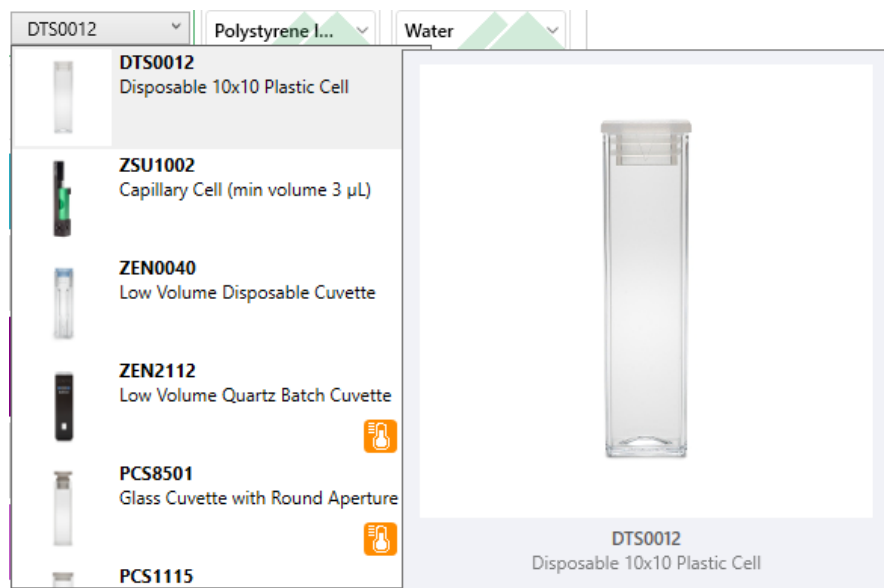 DTS0012
Polystyrene l...
Water
DTS0012
Disposable 10x10 Plastic Cell
ZSU1002
Capillary Cell (min volume 3 µL)
ZEN0040
Low Volume Disposable Cuvette
ZEN2112
Low Volume Quartz Batch Cuvette
PCS8501
Glass Cuvette with Round Aperture
PCS1115
DTS0012
Disposable 10x10 Plastic Cell